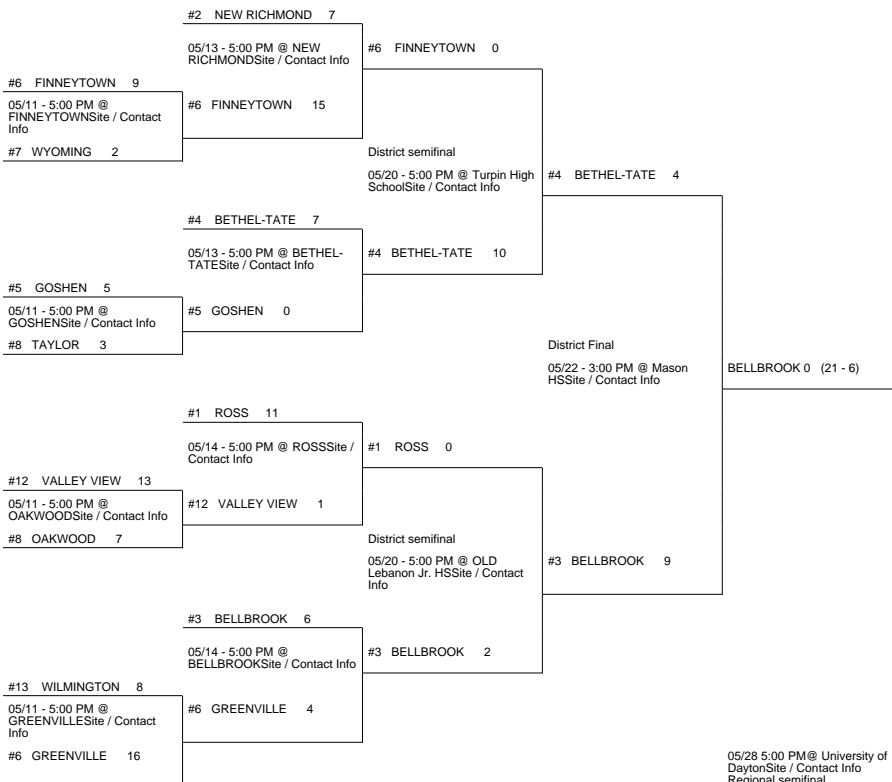 #2 NEW RICHMOND 7
05/13 - 5:00 PM @ NEW
RICHMONDSite / Contact Info
#6 FINNEYTOWN 0
#6 FINNEYTOWN 9
05/11 - 5:00 PM @
FINNEYTOWNSite / Contact
Info
#6 FINNEYTOWN 15
#7 WYOMING 2
District semifinal
05/20 - 5:00 PM @ Turpin High
SchoolSite / Contact Info
#4 BETHEL-TATE 4
#4 BETHEL-TATE 7
05/13 - 5:00 PM @ BETHEL-
TATESite / Contact Info
#4 BETHEL-TATE 10
#5 GOSHEN 5
05/11 - 5:00 PM @
GOSHENSite / Contact Info
#5 GOSHEN 0
#8 TAYLOR 3
District Final
05/22 - 3:00 PM @ Mason
HSSite / Contact Info
BELLBROOK 0 (21 - 6)
#1 ROSS 11
05/14 - 5:00 PM @ ROSSSite /
Contact Info
#1 ROSS 0
#12 VALLEY VIEW 13
05/11 - 5:00 PM @
OAKWOODSite / Contact Info
#12 VALLEY VIEW 1
#8 OAKWOOD 7
District semifinal
05/20 - 5:00 PM @ OLD
Lebanon Jr. HSSite / Contact
Info
#3 BELLBROOK 9
#3 BELLBROOK 6
05/14 - 5:00 PM @
BELLBROOKSite / Contact Info
#3 BELLBROOK 2
#13 WILMINGTON 8
05/11 - 5:00 PM @
GREENVILLESite / Contact
Info
#6 GREENVILLE 4
#6 GREENVILLE 16
05/28 5:00 PM@ University of
DaytonSite / Contact Info
Regional semifinal